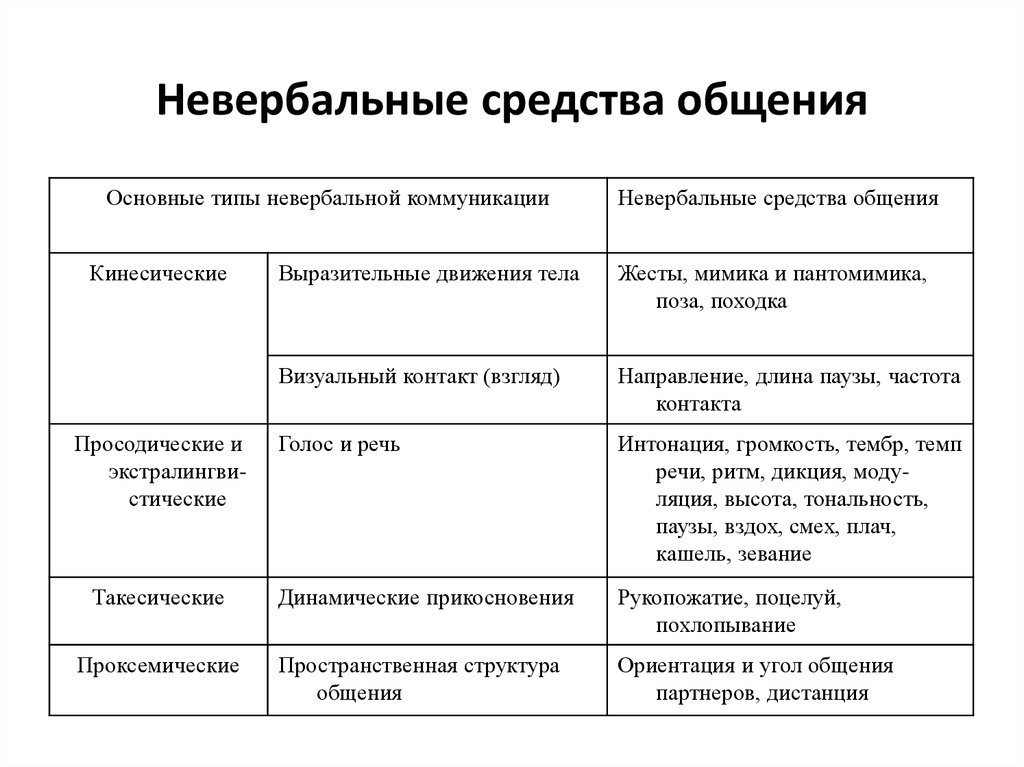 Невербальные средства общения
Основные типы невербальной коммуникации
Невербальные средства общения
Кинесические
Выразительные движения тела
Жесты, мимика и пантомимика,
поза, походка
Визуальный контакт (взгляд)
Направление, длина паузы, частота
контакта
Просодические и
экстралингви-
стические
Голос и речь
Интонация, громкость, тембр, темп
речи, ритм, дикция, моду-
ляция, высота, тональность,
паузы, вздох, смех, плач,
кашель, зевание
Такесические
Динамические прикосновения
Рукопожатие, поцелуй,
похлопывание
Проксемические
Пространственная структура
общения
Ориентация и угол общения
партнеров, дистанция